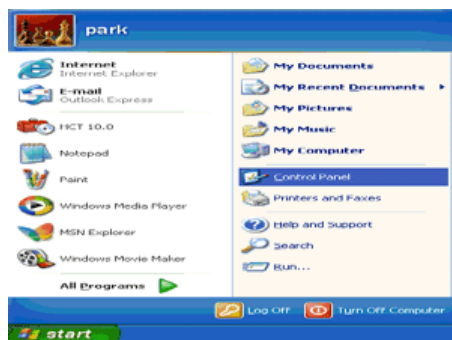 park
Internet
Internet Explorer
E-mail
Outlook Express
HCT 10.0
Notepad
Paint
Windows Media Player
MSN Explorer
Windows Movie Maker
All Programs
My Documents
My Recent Documents
My Pictures
My Music
My Computer
Control Panel
Printers and Faxes
Help and Support
Search
Run...
Log Off
Turn Off Computer
start